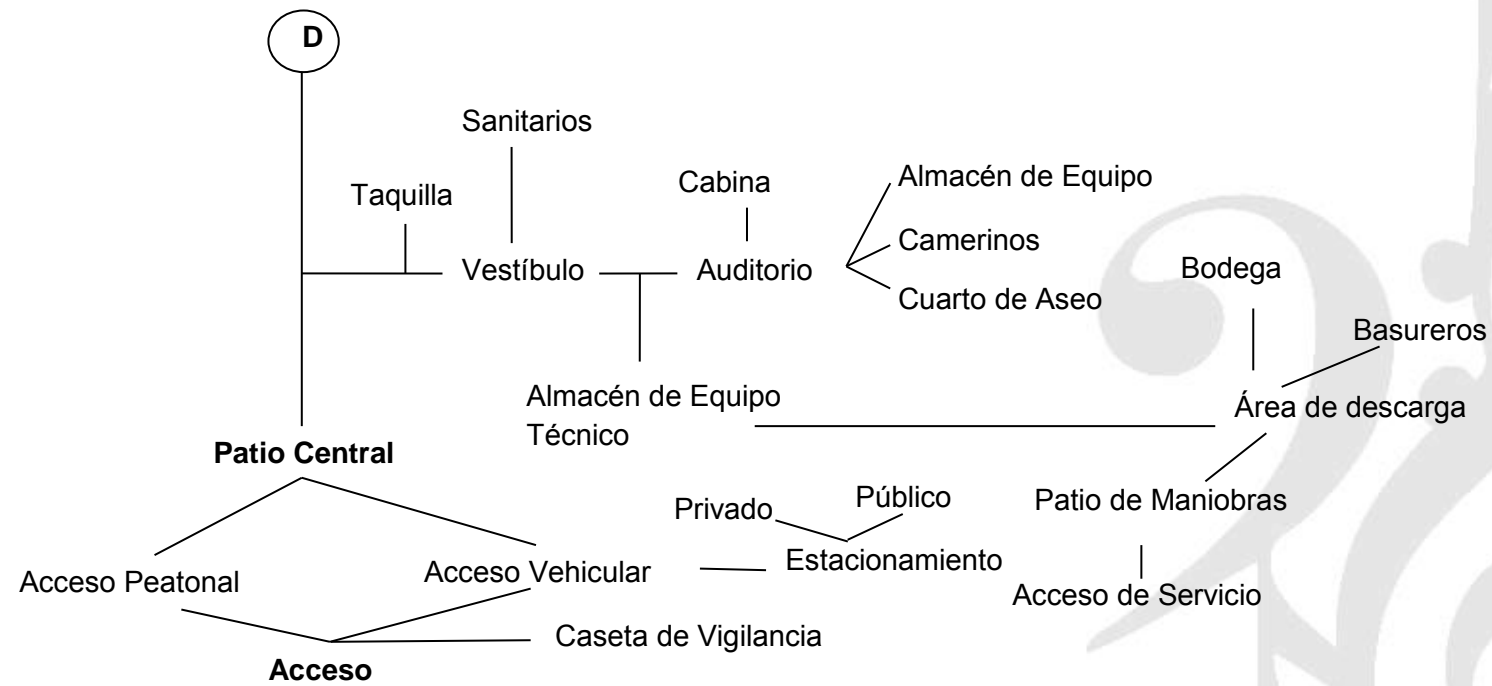 D
Sanitarios
Cabina
Almacén de Equipo
Taquilla
Camerinos
Vestíbulo
Auditorio
Bodega
Cuarto de Aseo
Basureros
Almacén de Equipo
Técnico
Área de descarga
Patio Central
Privado
Público
Patio de Maniobras
Acceso Peatonal
Acceso Vehicular
Estacionamiento
Acceso de Servicio
Caseta de Vigilancia
Acceso